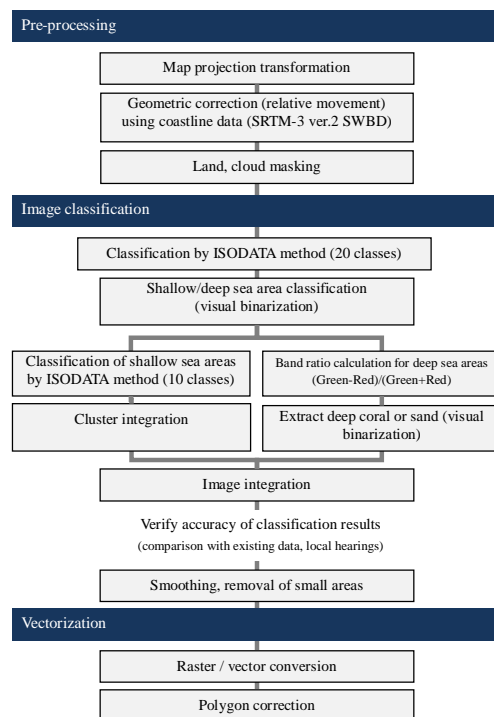 Pre-processing
Map projection transformation
Geometric correction (relative movement)
using coastline data (SRTM-3 ver.2 SWBD)
Land, cloud masking
Image classification
Classification by ISODATA method (20 classes)
Shallow/deep sea area classification
(visual binarization)
Classification of shallow sea areas
by ISODATA method (10 classes)
Cluster integration
Band ratio calculation for deep sea areas
(Green-Red)/(Green+Red)
Extract deep coral or sand (visual
binarization)
Image integration
Verify accuracy of classification results
(comparison with existing data, local hearings)
Smoothing, removal of small areas
Vectorization
Raster / vector conversion
Polygon correction